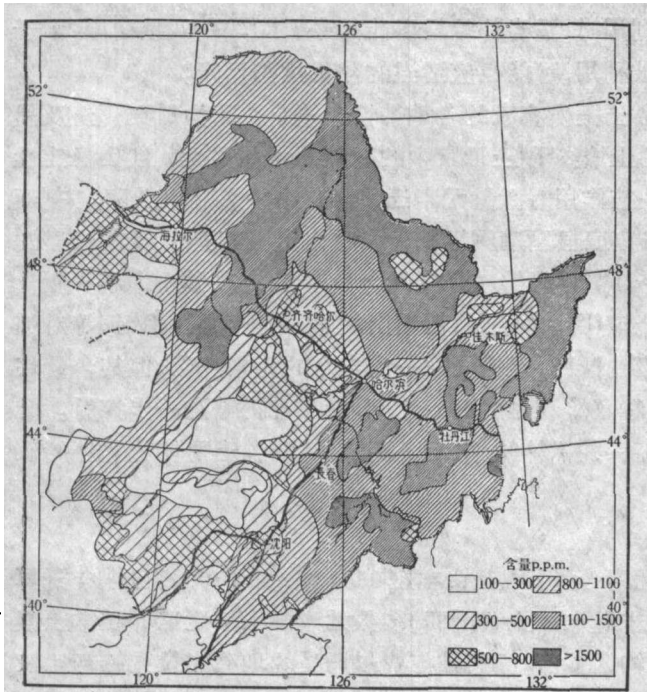 120° 126° 132°
52° 52°
海拉尔
48° 48°
齐齐哈尔
佳木斯
哈尔滨
牡丹江
44° 44°
长春
沈阳
含量p.p.m.
100—300 800—1100
40° 40°
300—500 1100—1500
500—800 >1500
120° 126° 132°